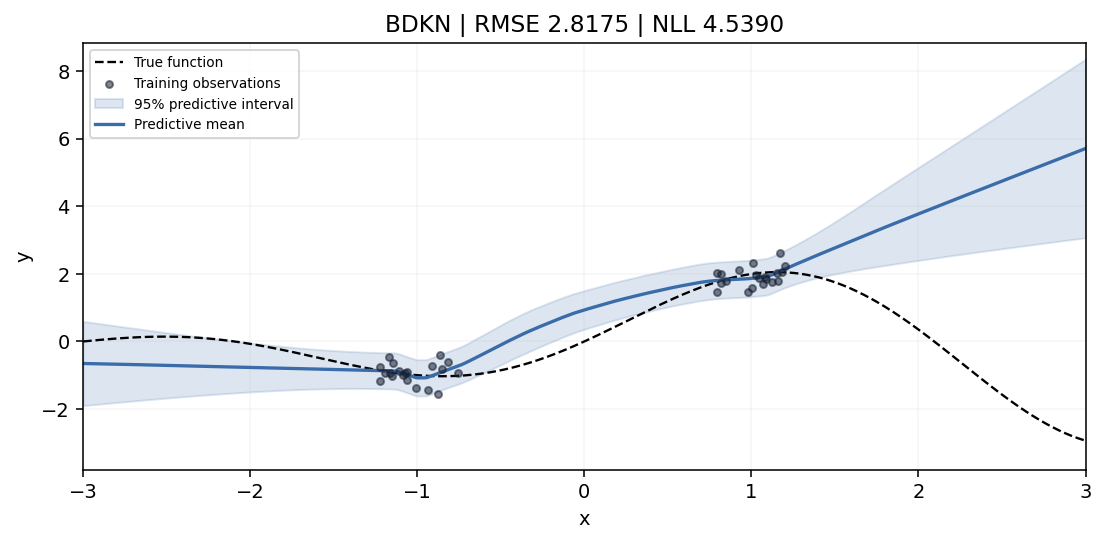 BDKN | RMSE 2.8175 | NLL 4.5390
True function
Training observations
95% predictive interval
Predictive mean
y
8
6
4
2
0
−2
−3
−2
−1
0
1
2
3
x